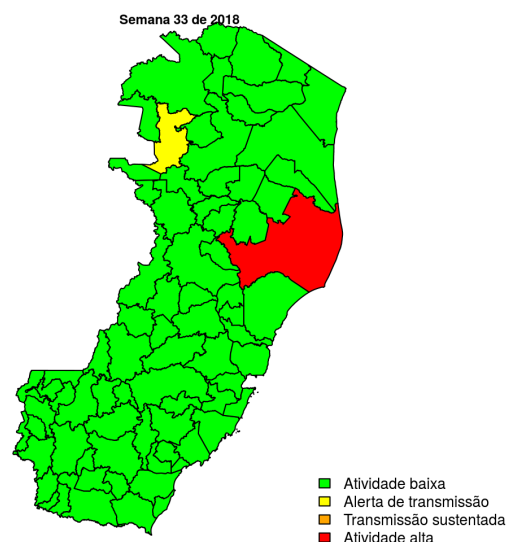 Semana 33 de 2018
Atividade baixa
Alerta de transmissão
Transmissão sustentada
Atividade alta